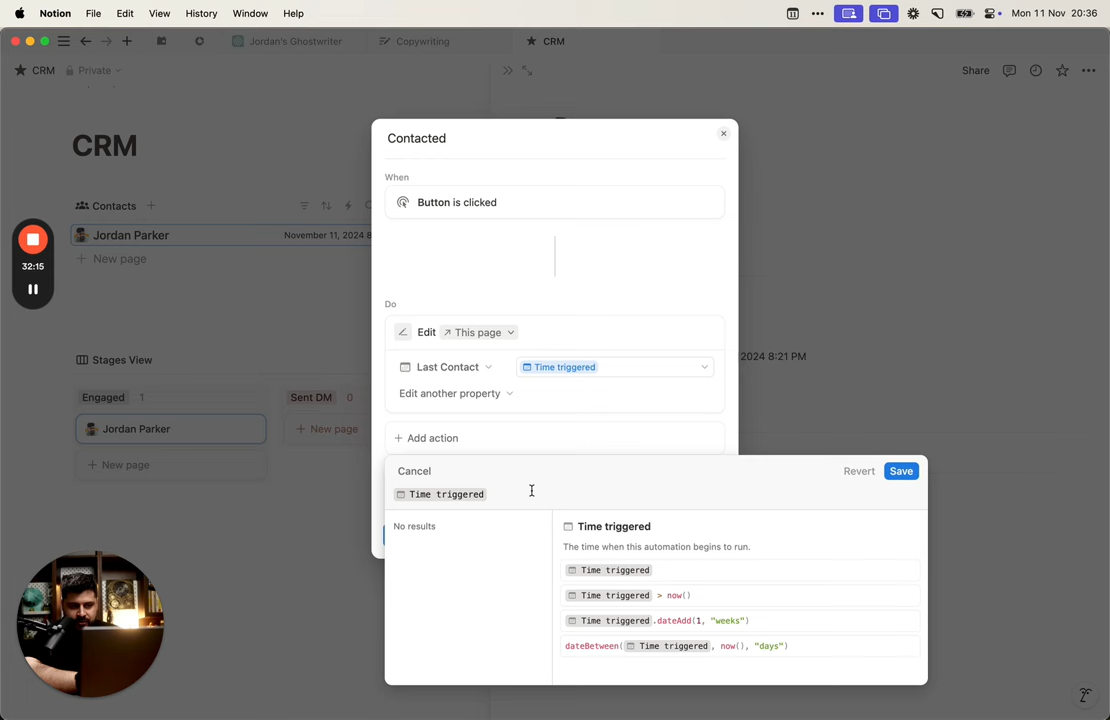 Notion File Edit View History Window Help Mon 11 Nov 20:36
Jordan's Ghostwriter Copywriting CRM
CRM Private Share
CRM
Contacted
When
Button is clicked
Contacts
Jordan Parker November 11, 2024 8
New page
32:15
Do
Edit This page
2024 8:21 PM
Stages View
Last Contact Time triggered
Edit another property
Engaged 1 Sent DM 0
Jordan Parker New page
Add action
New page
Cancel Revert Save
Time triggered
No results
Time triggered
The time when this automation begins to run.
Time triggered
Time triggered > now()
Time triggered.dateAdd(1, "weeks")
dateBetween( Time triggered, now(), "days")